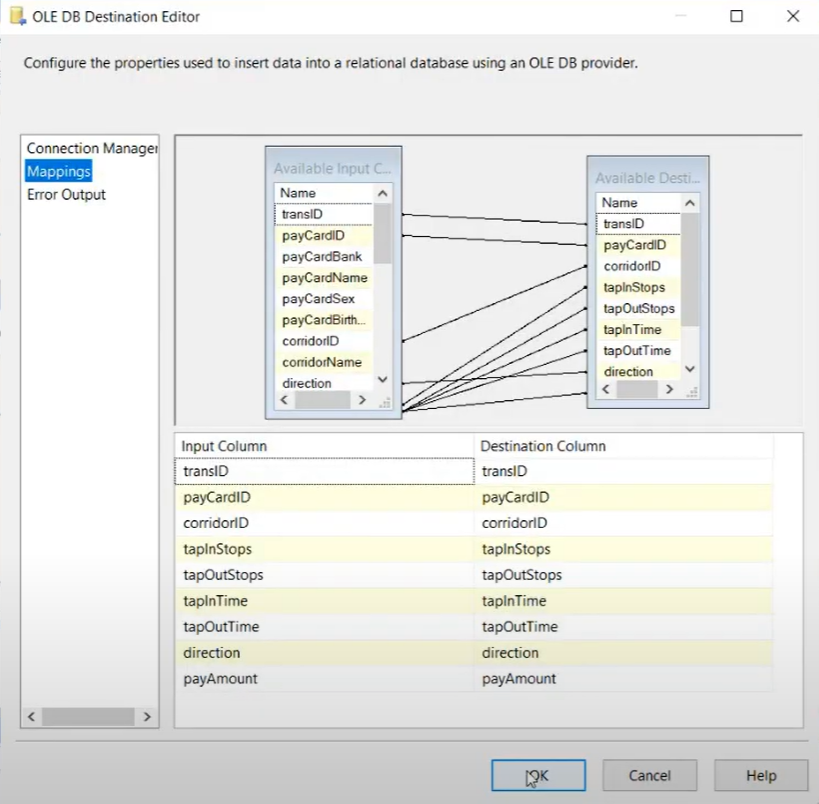 OLE DB Destination Editor
Configure the properties used to insert data into a relational database using an OLE DB provider.
Connection Manager
Mappings
Error Output
Available Input C...
Name
transID
payCardID
payCardBank
payCardName
payCardSex
payCardBirth...
corridorID
corridorName
direction
Available Desti...
Name
transID
payCardID
corridorID
tapInStops
tapOutStops
tapInTime
tapOutTime
direction
Input Column Destination Column
transID transID
payCardID payCardID
corridorID corridorID
tapInStops tapInStops
tapOutStops tapOutStops
tapInTime tapInTime
tapOutTime tapOutTime
direction direction
payAmount payAmount
OK Cancel Help